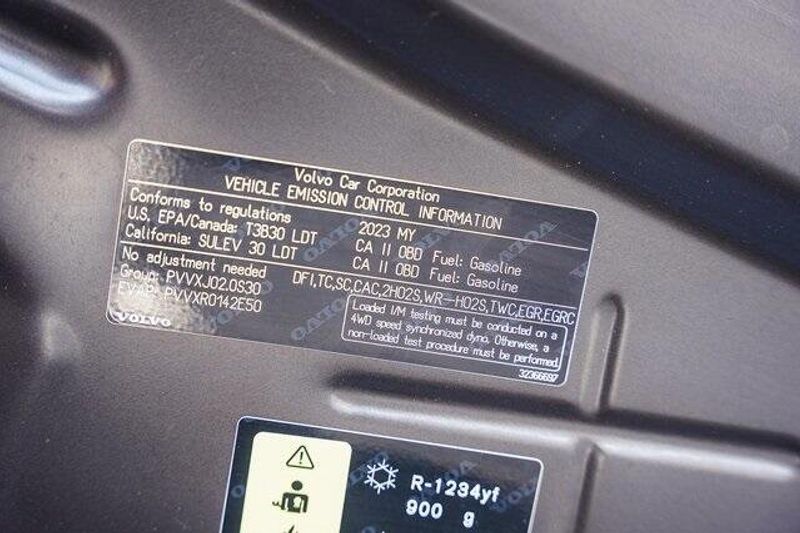 Volvo Car Corporation
VEHICLE EMISSION CONTROL INFORMATION
Conforms to regulations 2023 MY
U.S. EPA/Canada: T3B30 LDT CA II OBD Fuel: Gasoline
California: SULEV 30 LDT CA II OBD Fuel: Gasoline
No adjustment needed DFI,TC,SC,CAC,2HO2S,WR-HO2S,TWC,EGR,EGRC
Group: PVVXJ02.0S30
EVAP: PVVXR0142E50
Loaded I/M testing must be conducted on a
4WD speed synchronized dyno. Otherwise, a
non-loaded test procedure must be performed.
VOLVO
32366697
R-1234yf
900 g